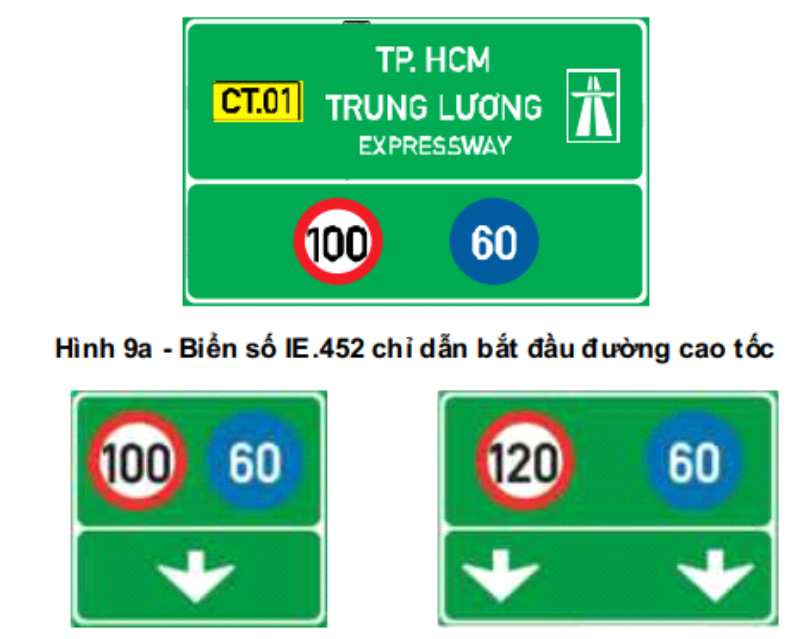 TP. HCM
CT.01 TRUNG LƯƠNG
EXPRESSWAY
100 60
Hình 9a - Biển số IE.452 chỉ dẫn bắt đầu đường cao tốc
100 60 120 60